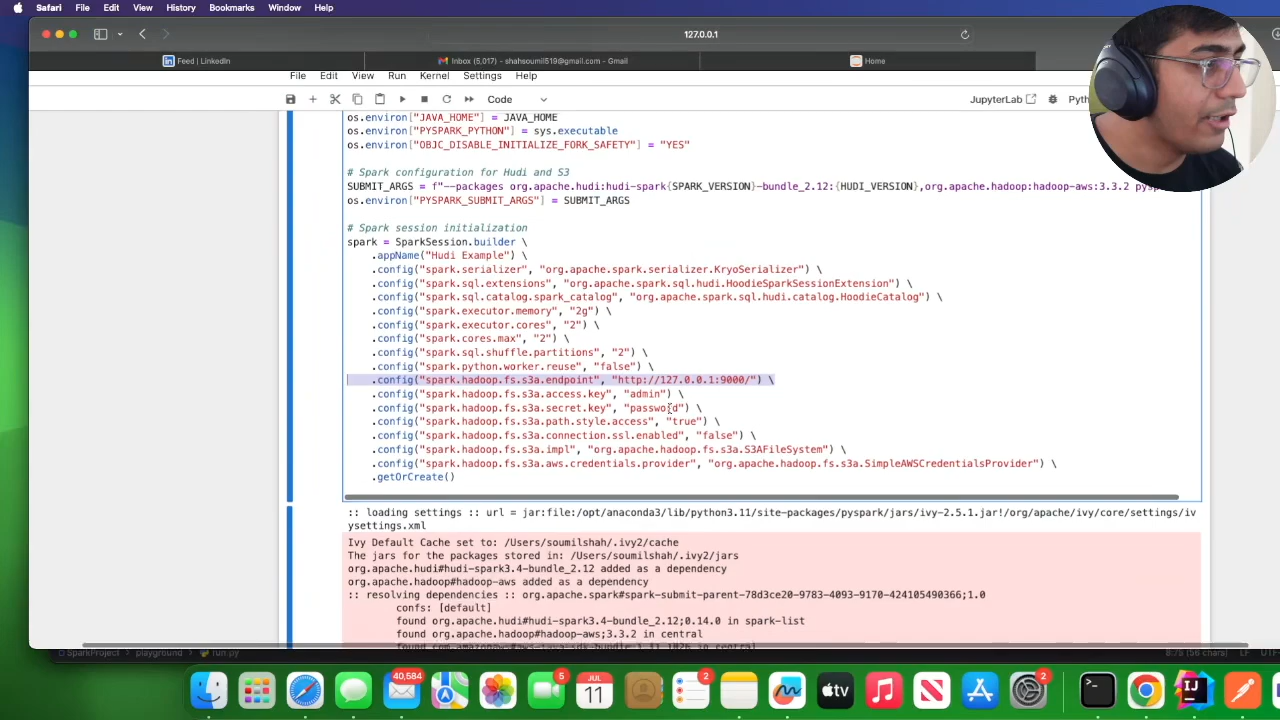 Safari File Edit View History Bookmarks Window Help
127.0.0.1
Feed | LinkedIn
Inbox (5,017) - shahsoumil519@gmail.com - Gmail
Home
File Edit View Run Kernel Settings Help
Code
JupyterLab
os.environ["JAVA_HOME"] = JAVA_HOME
os.environ["PYSPARK_PYTHON"] = sys.executable
os.environ["OBJC_DISABLE_INITIALIZE_FORK_SAFETY"] = "YES"
# Spark configuration for Hudi and S3
SUBMIT_ARGS = f"--packages org.apache.hudi:hudi-spark{SPARK_VERSION}-bundle_2.12:{HUDI_VERSION},org.apache.hadoop:hadoop-aws:3.3.2 pysp
os.environ["PYSPARK_SUBMIT_ARGS"] = SUBMIT_ARGS
# Spark session initialization
spark = SparkSession.builder \
.appName("Hudi Example") \
.config("spark.serializer", "org.apache.spark.serializer.KryoSerializer") \
.config("spark.sql.extensions", "org.apache.spark.sql.hudi.HoodieSparkSessionExtension") \
.config("spark.sql.catalog.spark_catalog", "org.apache.spark.sql.hudi.catalog.HoodieCatalog") \
.config("spark.executor.memory", "2g") \
.config("spark.executor.cores", "2") \
.config("spark.cores.max", "2") \
.config("spark.sql.shuffle.partitions", "2") \
.config("spark.python.worker.reuse", "false") \
.config("spark.hadoop.fs.s3a.endpoint", "http://127.0.0.1:9000/") \
.config("spark.hadoop.fs.s3a.access.key", "admin") \
.config("spark.hadoop.fs.s3a.secret.key", "password") \
.config("spark.hadoop.fs.s3a.path.style.access", "true") \
.config("spark.hadoop.fs.s3a.connection.ssl.enabled", "false") \
.config("spark.hadoop.fs.s3a.impl", "org.apache.hadoop.fs.s3a.S3AFileSystem") \
.config("spark.hadoop.fs.s3a.aws.credentials.provider", "org.apache.hadoop.fs.s3a.SimpleAWSCredentialsProvider") \
.getOrCreate()
:: loading settings :: url = jar:file:/opt/anaconda3/lib/python3.11/site-packages/pyspark/jars/ivy-2.5.1.jar!/org/apache/ivy/core/settings/iv
ysettings.xml
Ivy Default Cache set to: /Users/soumilshah/.ivy2/cache
The jars for the packages stored in: /Users/soumilshah/.ivy2/jars
org.apache.hudi#hudi-spark3.4-bundle_2.12 added as a dependency
org.apache.hadoop#hadoop-aws added as a dependency
:: resolving dependencies :: org.apache.spark#spark-submit-parent-78d3ce20-9783-4093-9170-424105490366;1.0
confs: [default]
found org.apache.hudi#hudi-spark3.4-bundle_2.12;0.14.0 in spark-list
found org.apache.hadoop#hadoop-aws;3.3.2 in central
SparkProject playground run.py
40,584
5
JUL
11
2
2
tv
IJ